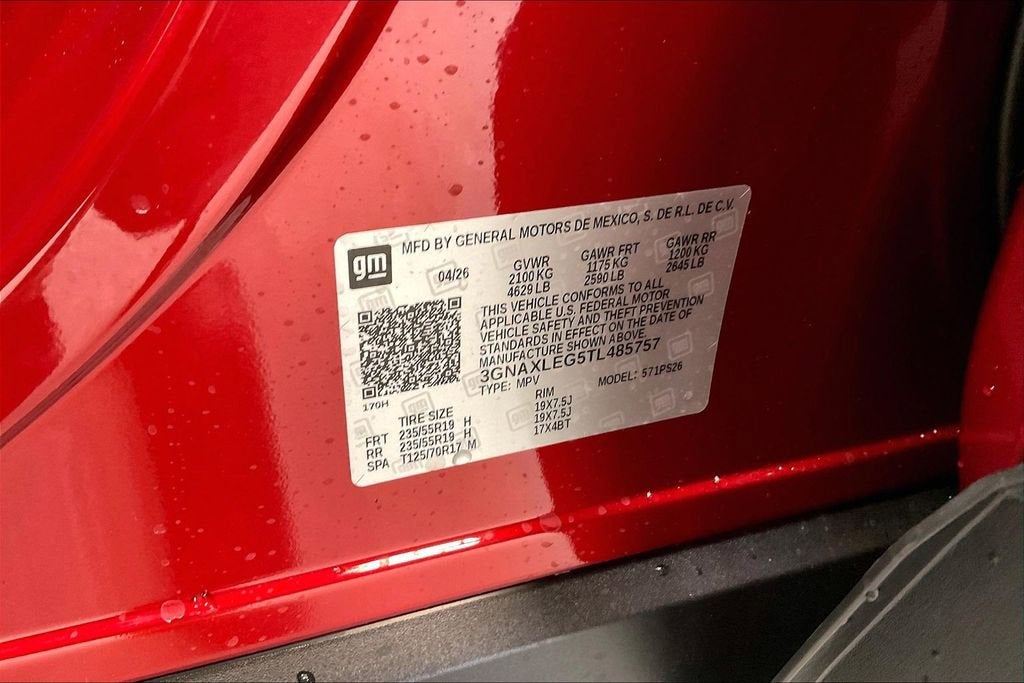 gm
MFD BY GENERAL MOTORS DE MEXICO, S. DE R.L. DE C.V.
04/26 GVWR GAWR FRT GAWR RR
2100 KG 1175 KG 1200 KG
4629 LB 2590 LB 2645 LB
THIS VEHICLE CONFORMS TO ALL
APPLICABLE U.S. FEDERAL MOTOR
VEHICLE SAFETY AND THEFT PREVENTION
STANDARDS IN EFFECT ON THE DATE OF
MANUFACTURE SHOWN ABOVE.
3GNAXLEG5TL485757
TYPE: MPV MODEL: 571PS26
170H
TIRE SIZE RIM
FRT 235/55R19 H 19X7.5J
RR 235/55R19 H 19X7.5J
SPA T125/70R17 M 17X4BT